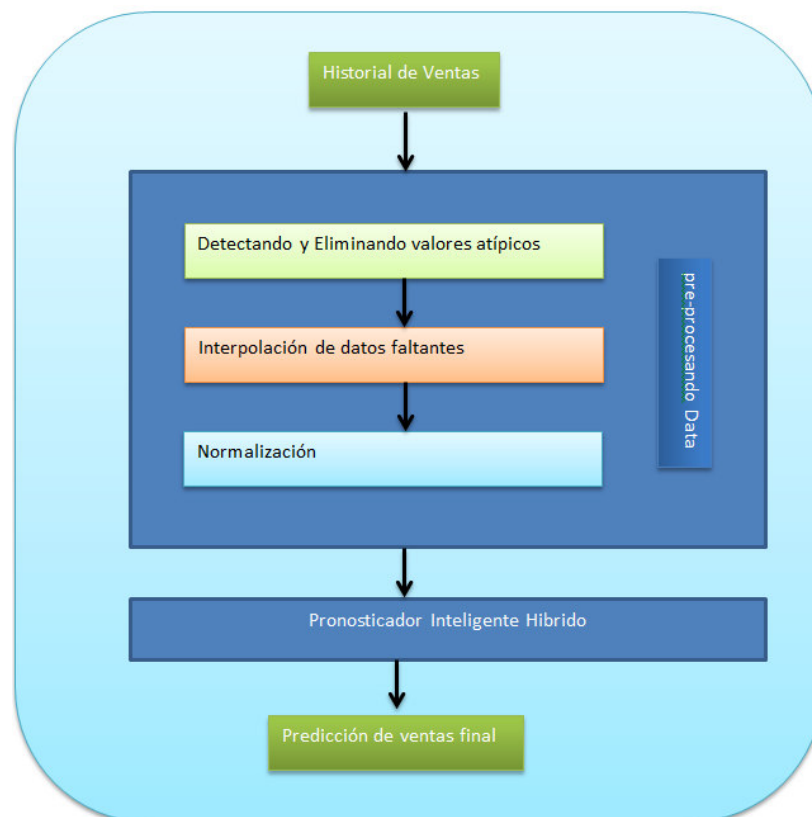 Historial de Ventas
Detectando y Eliminando valores atípicos
Interpolación de datos faltantes
Normalización
pre-procesando Data
Pronosticador Inteligente Hibrido
Predicción de ventas final